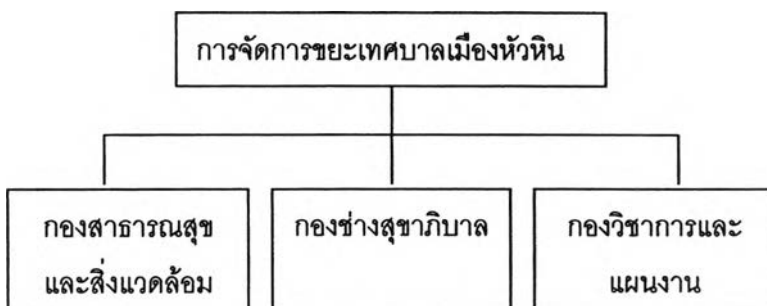 การจัดการขยะเทศบาลเมืองหัวหิน
กองสาธารณสุข
และสิ่งแวดล้อม
กองช่างสุขาภิบาล
กองวิชาการและ
แผนงาน